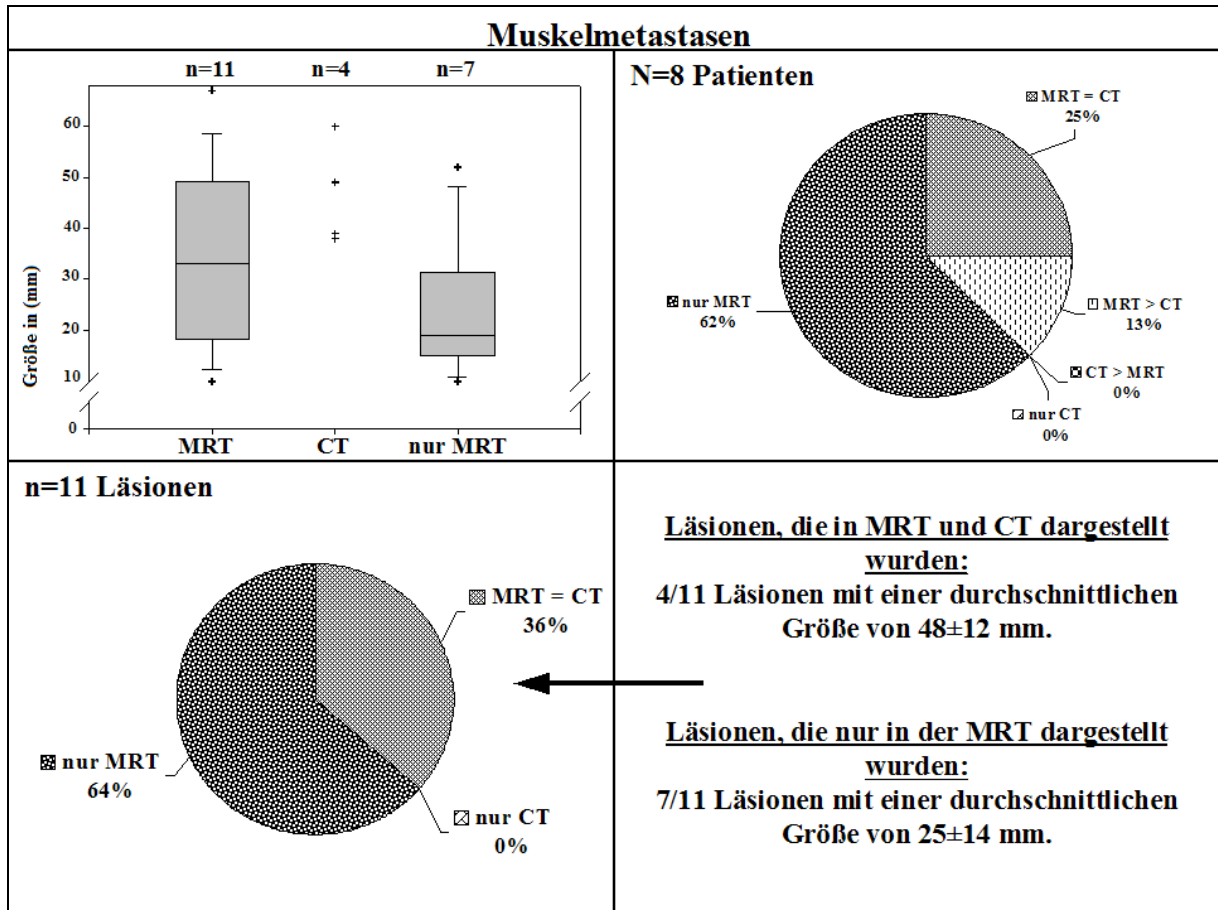 Muskelmetastasen
n=11 n=4 n=7
Größe in (mm)
60
50
40
30
20
10
0
MRT CT nur MRT
N=8 Patienten
MRT = CT
25%
nur MRT
62%
MRT > CT
13%
CT > MRT
0%
nur CT
0%
n=11 Läsionen
MRT = CT
36%
nur MRT
64%
nur CT
0%
Läsionen, die in MRT und CT dargestellt
wurden:
4/11 Läsionen mit einer durchschnittlichen
Größe von 48±12 mm.
Läsionen, die nur in der MRT dargestellt
wurden:
7/11 Läsionen mit einer durchschnittlichen
Größe von 25±14 mm.